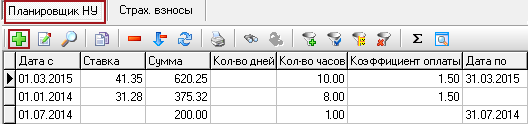 Планировщик НУ Страх. взносы
Σ
Дата с Ставка Сумма Кол-во дней Кол-во часов Коэффициент оплаты Дата по
01.03.2015 41.35 620.25 10.00 1.50 31.03.2015
01.01.2014 31.28 375.32 8.00 1.50
01.07.2014 200.00 1.00 31.07.2014